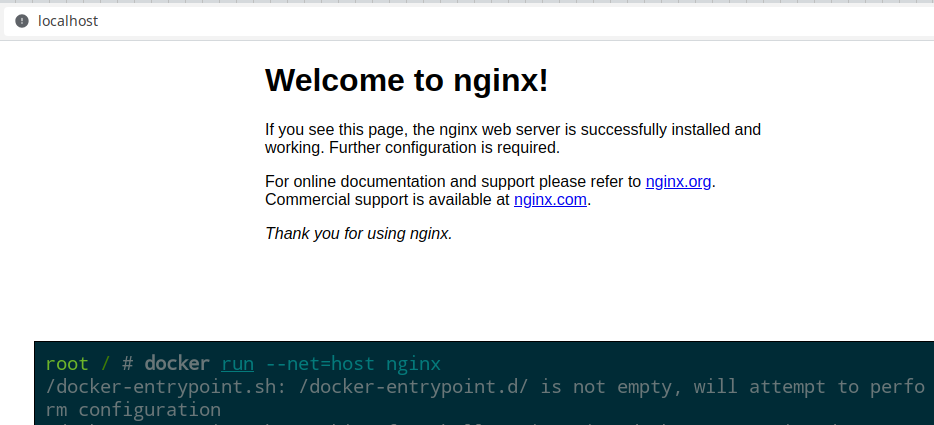 localhost
Welcome to nginx!
If you see this page, the nginx web server is successfully installed and
working. Further configuration is required.
For online documentation and support please refer to nginx.org.
Commercial support is available at nginx.com.
Thank you for using nginx.
root / # docker run --net=host nginx
/docker-entrypoint.sh: /docker-entrypoint.d/ is not empty, will attempt to perfo
rm configuration